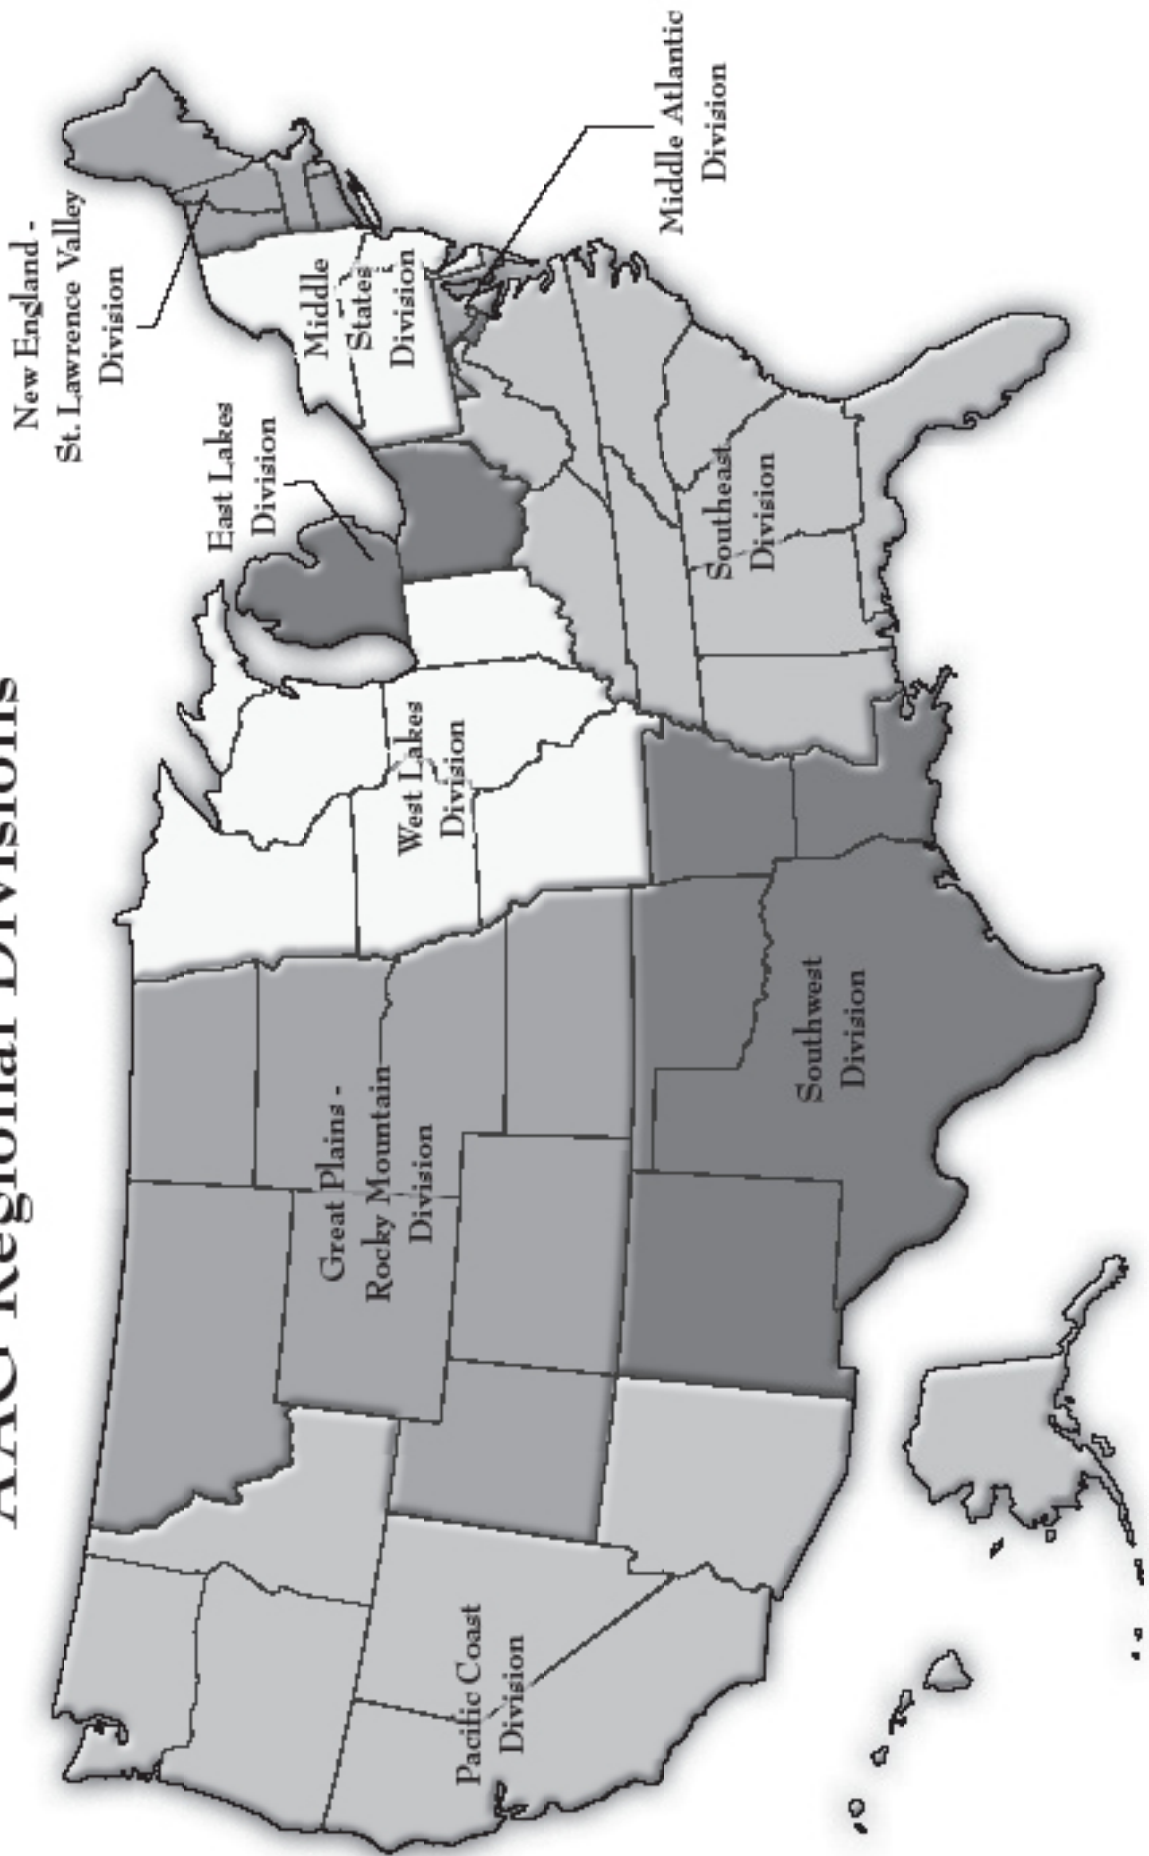 AAG Regional Divisions
New England -
St. Lawrence Valley
Division
East Lakes
Division
Middle
States
Division
Middle Atlantic
Division
West Lakes
Division
Southeast
Division
Great Plains -
Rocky Mountain
Division
Southwest
Division
Pacific Coast
Division